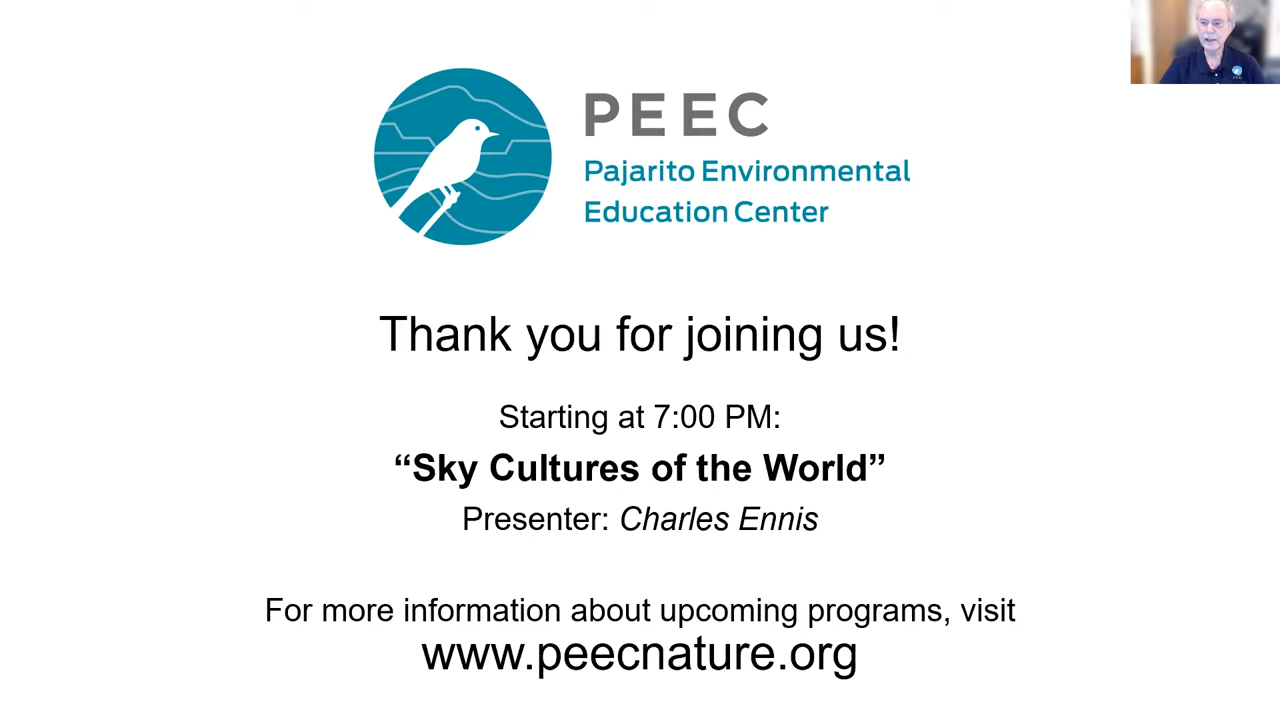 PEEC
Pajarito Environmental
Education Center
Thank you for joining us!
Starting at 7:00 PM:
“Sky Cultures of the World”
Presenter: Charles Ennis
For more information about upcoming programs, visit
www.peecnature.org